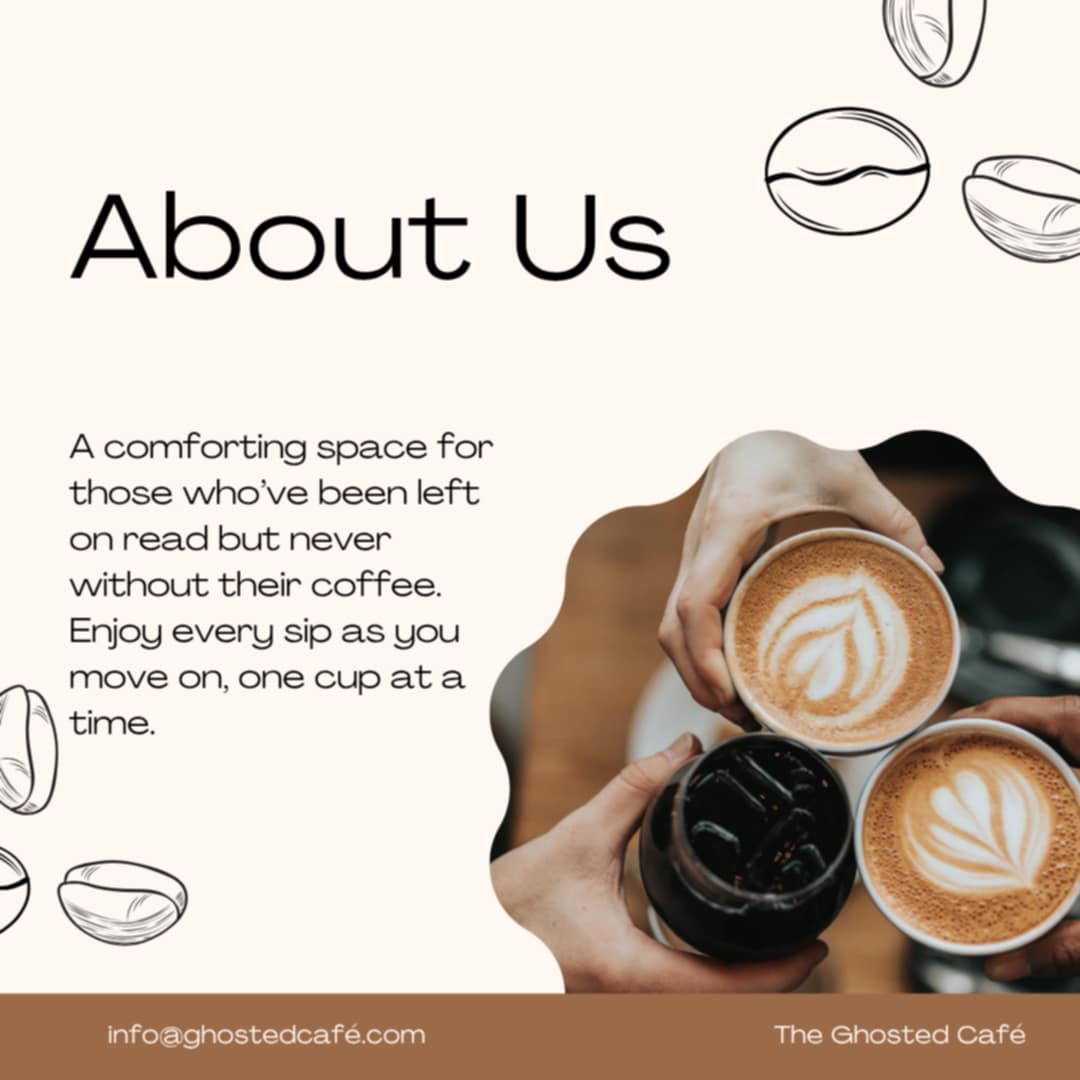 About Us
A comforting space for
those who’ve been left
on read but never
without their coffee.
Enjoy every sip as you
move on, one cup at a
time.
info@ghostedcafé.com
The Ghosted Café